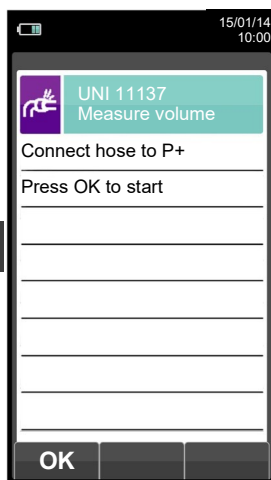 15/01/14
10:00
UNI 11137
Measure volume
Connect hose to P+
Press OK to start
OK